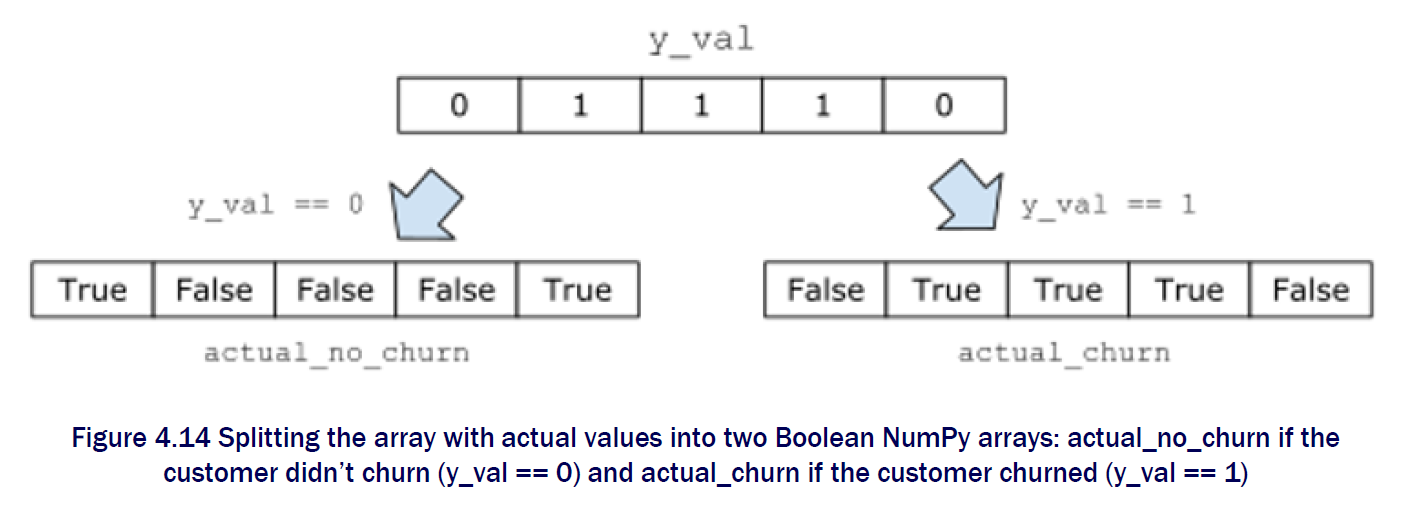 y_val
0 1 1 1 0
y_val == 0 y_val == 1
True False False False True False True True True False
actual_no_churn actual_churn
Figure 4.14 Splitting the array with actual values into two Boolean NumPy arrays: actual_no_churn if the
customer didn’t churn (y_val == 0) and actual_churn if the customer churned (y_val == 1)